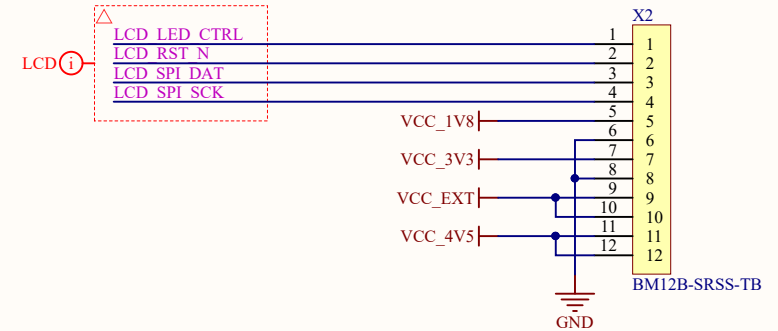 X2
LCD_LED_CTRL 1 1
LCD_RST_N 2 2
LCD i
LCD_SPI_DAT 3 3
LCD_SPI_SCK 4 4
VCC_1V8 5 5
6 6
VCC_3V3 7 7
8 8
VCC_EXT 9 9
10 10
VCC_4V5 11 11
12 12
BM12B-SRSS-TB
GND